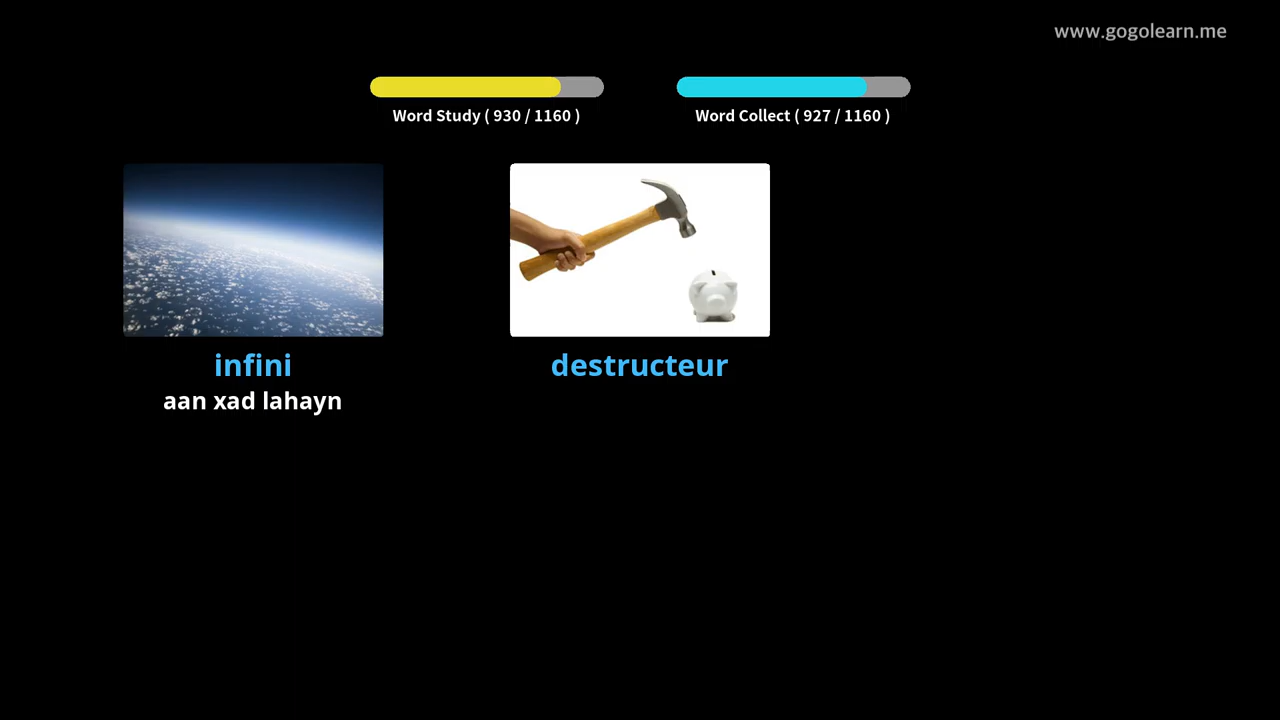 www.gogolearn.me
Word Study ( 930 / 1160 )
Word Collect ( 927 / 1160 )
infini
destructeur
aan xad lahayn